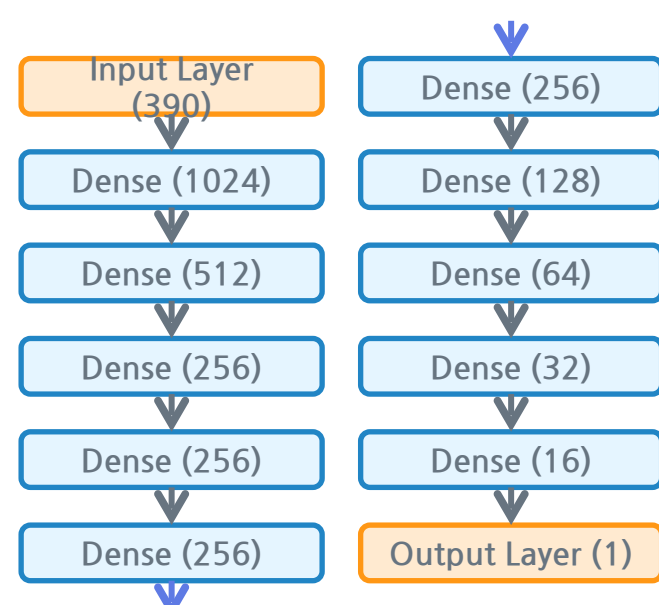 Input Layer
(390)
Dense (1024)
Dense (512)
Dense (256)
Dense (256)
Dense (256)
Dense (256)
Dense (128)
Dense (64)
Dense (32)
Dense (16)
Output Layer (1)